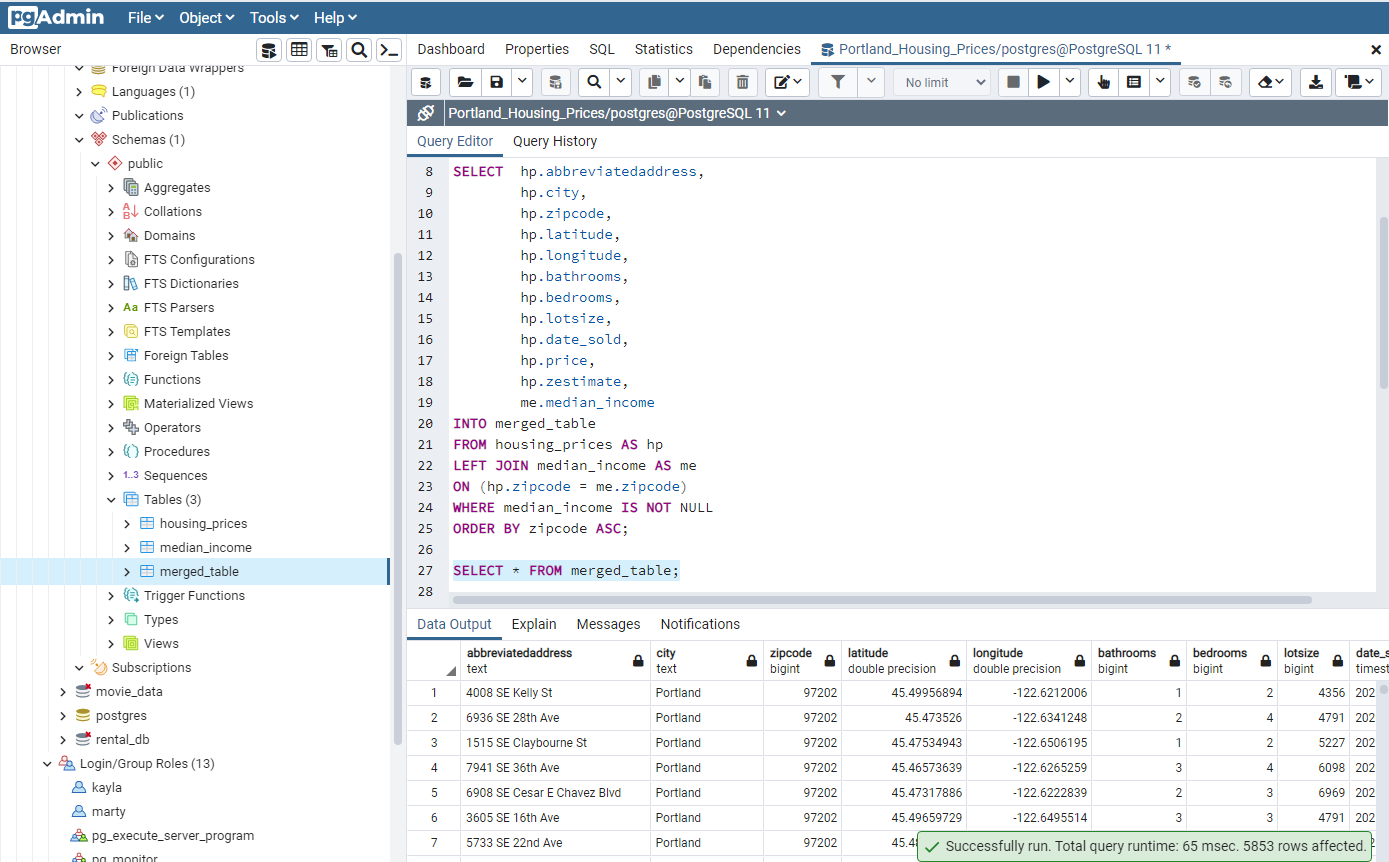 pgAdmin File Object Tools Help
Browser
Dashboard Properties SQL Statistics Dependencies Portland_Housing_Prices/postgres@PostgreSQL 11 *
No limit
Portland_Housing_Prices/postgres@PostgreSQL 11
Query Editor Query History
Foreign Data Wrappers
Languages (1)
Publications
Schemas (1)
public
Aggregates
Collations
Domains
FTS Configurations
FTS Dictionaries
Aa FTS Parsers
FTS Templates
Foreign Tables
Functions
Materialized Views
Operators
Procedures
1..3 Sequences
Tables (3)
housing_prices
median_income
merged_table
Trigger Functions
Types
Views
Subscriptions
movie_data
postgres
rental_db
Login/Group Roles (13)
kayla
marty
pg_execute_server_program
pg_monitor
8 SELECT hp.abbreviatedaddress,
9 hp.city,
10 hp.zipcode,
11 hp.latitude,
12 hp.longitude,
13 hp.bathrooms,
14 hp.bedrooms,
15 hp.lotsize,
16 hp.date_sold,
17 hp.price,
18 hp.zestimate,
19 me.median_income
20 INTO merged_table
21 FROM housing_prices AS hp
22 LEFT JOIN median_income AS me
23 ON (hp.zipcode = me.zipcode)
24 WHERE median_income IS NOT NULL
25 ORDER BY zipcode ASC;
26
27 SELECT * FROM merged_table;
28
Data Output Explain Messages Notifications
abbreviatedaddress city zipcode latitude longitude bathrooms bedrooms lotsize date_s
text text bigint double precision double precision bigint bigint bigint timest
1 4008 SE Kelly St Portland 97202 45.49956894 -122.6212006 1 2 4356 202
2 6936 SE 28th Ave Portland 97202 45.473526 -122.6341248 2 4 4791 202
3 1515 SE Claybourne St Portland 97202 45.47534943 -122.6506195 1 2 5227 202
4 7941 SE 36th Ave Portland 97202 45.46573639 -122.6265259 3 4 6098 202
5 6908 SE Cesar E Chavez Blvd Portland 97202 45.47317886 -122.6222839 2 3 6969 202
6 3605 SE 16th Ave Portland 97202 45.49659729 -122.6495514 3 3 4791 202
7 5733 SE 22nd Ave Portland 97202
Successfully run. Total query runtime: 65 msec. 5853 rows affected.